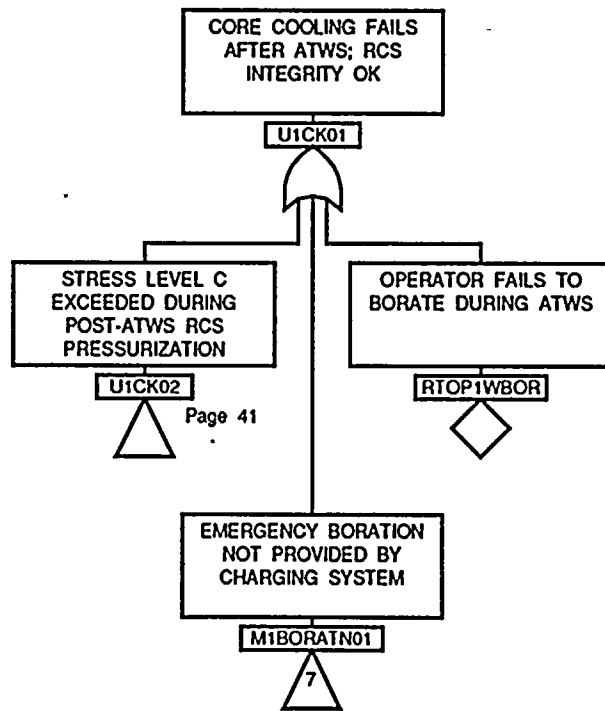 CORE COOLING FAILS
AFTER ATWS; RCS
INTEGRITY OK
U1CK01
STRESS LEVEL C
EXCEEDED DURING
POST-ATWS RCS
PRESSURIZATION
U1CK02
Page 41
OPERATOR FAILS TO
BORATE DURING ATWS
RTOP1WBOR
EMERGENCY BORATION
NOT PROVIDED BY
CHARGING SYSTEM
M1BORATN01
7